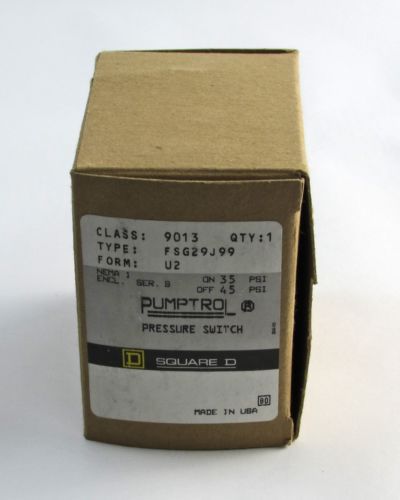 CLASS: 9013 QTY:1
TYPE: FSG29J99
FORM: U2
NEMA 1
ENCL. SER. B
ON 35 PSI
OFF 45 PSI
PUMPTROL ®
PRESSURE SWITCH
D SQUARE D
MADE IN USA